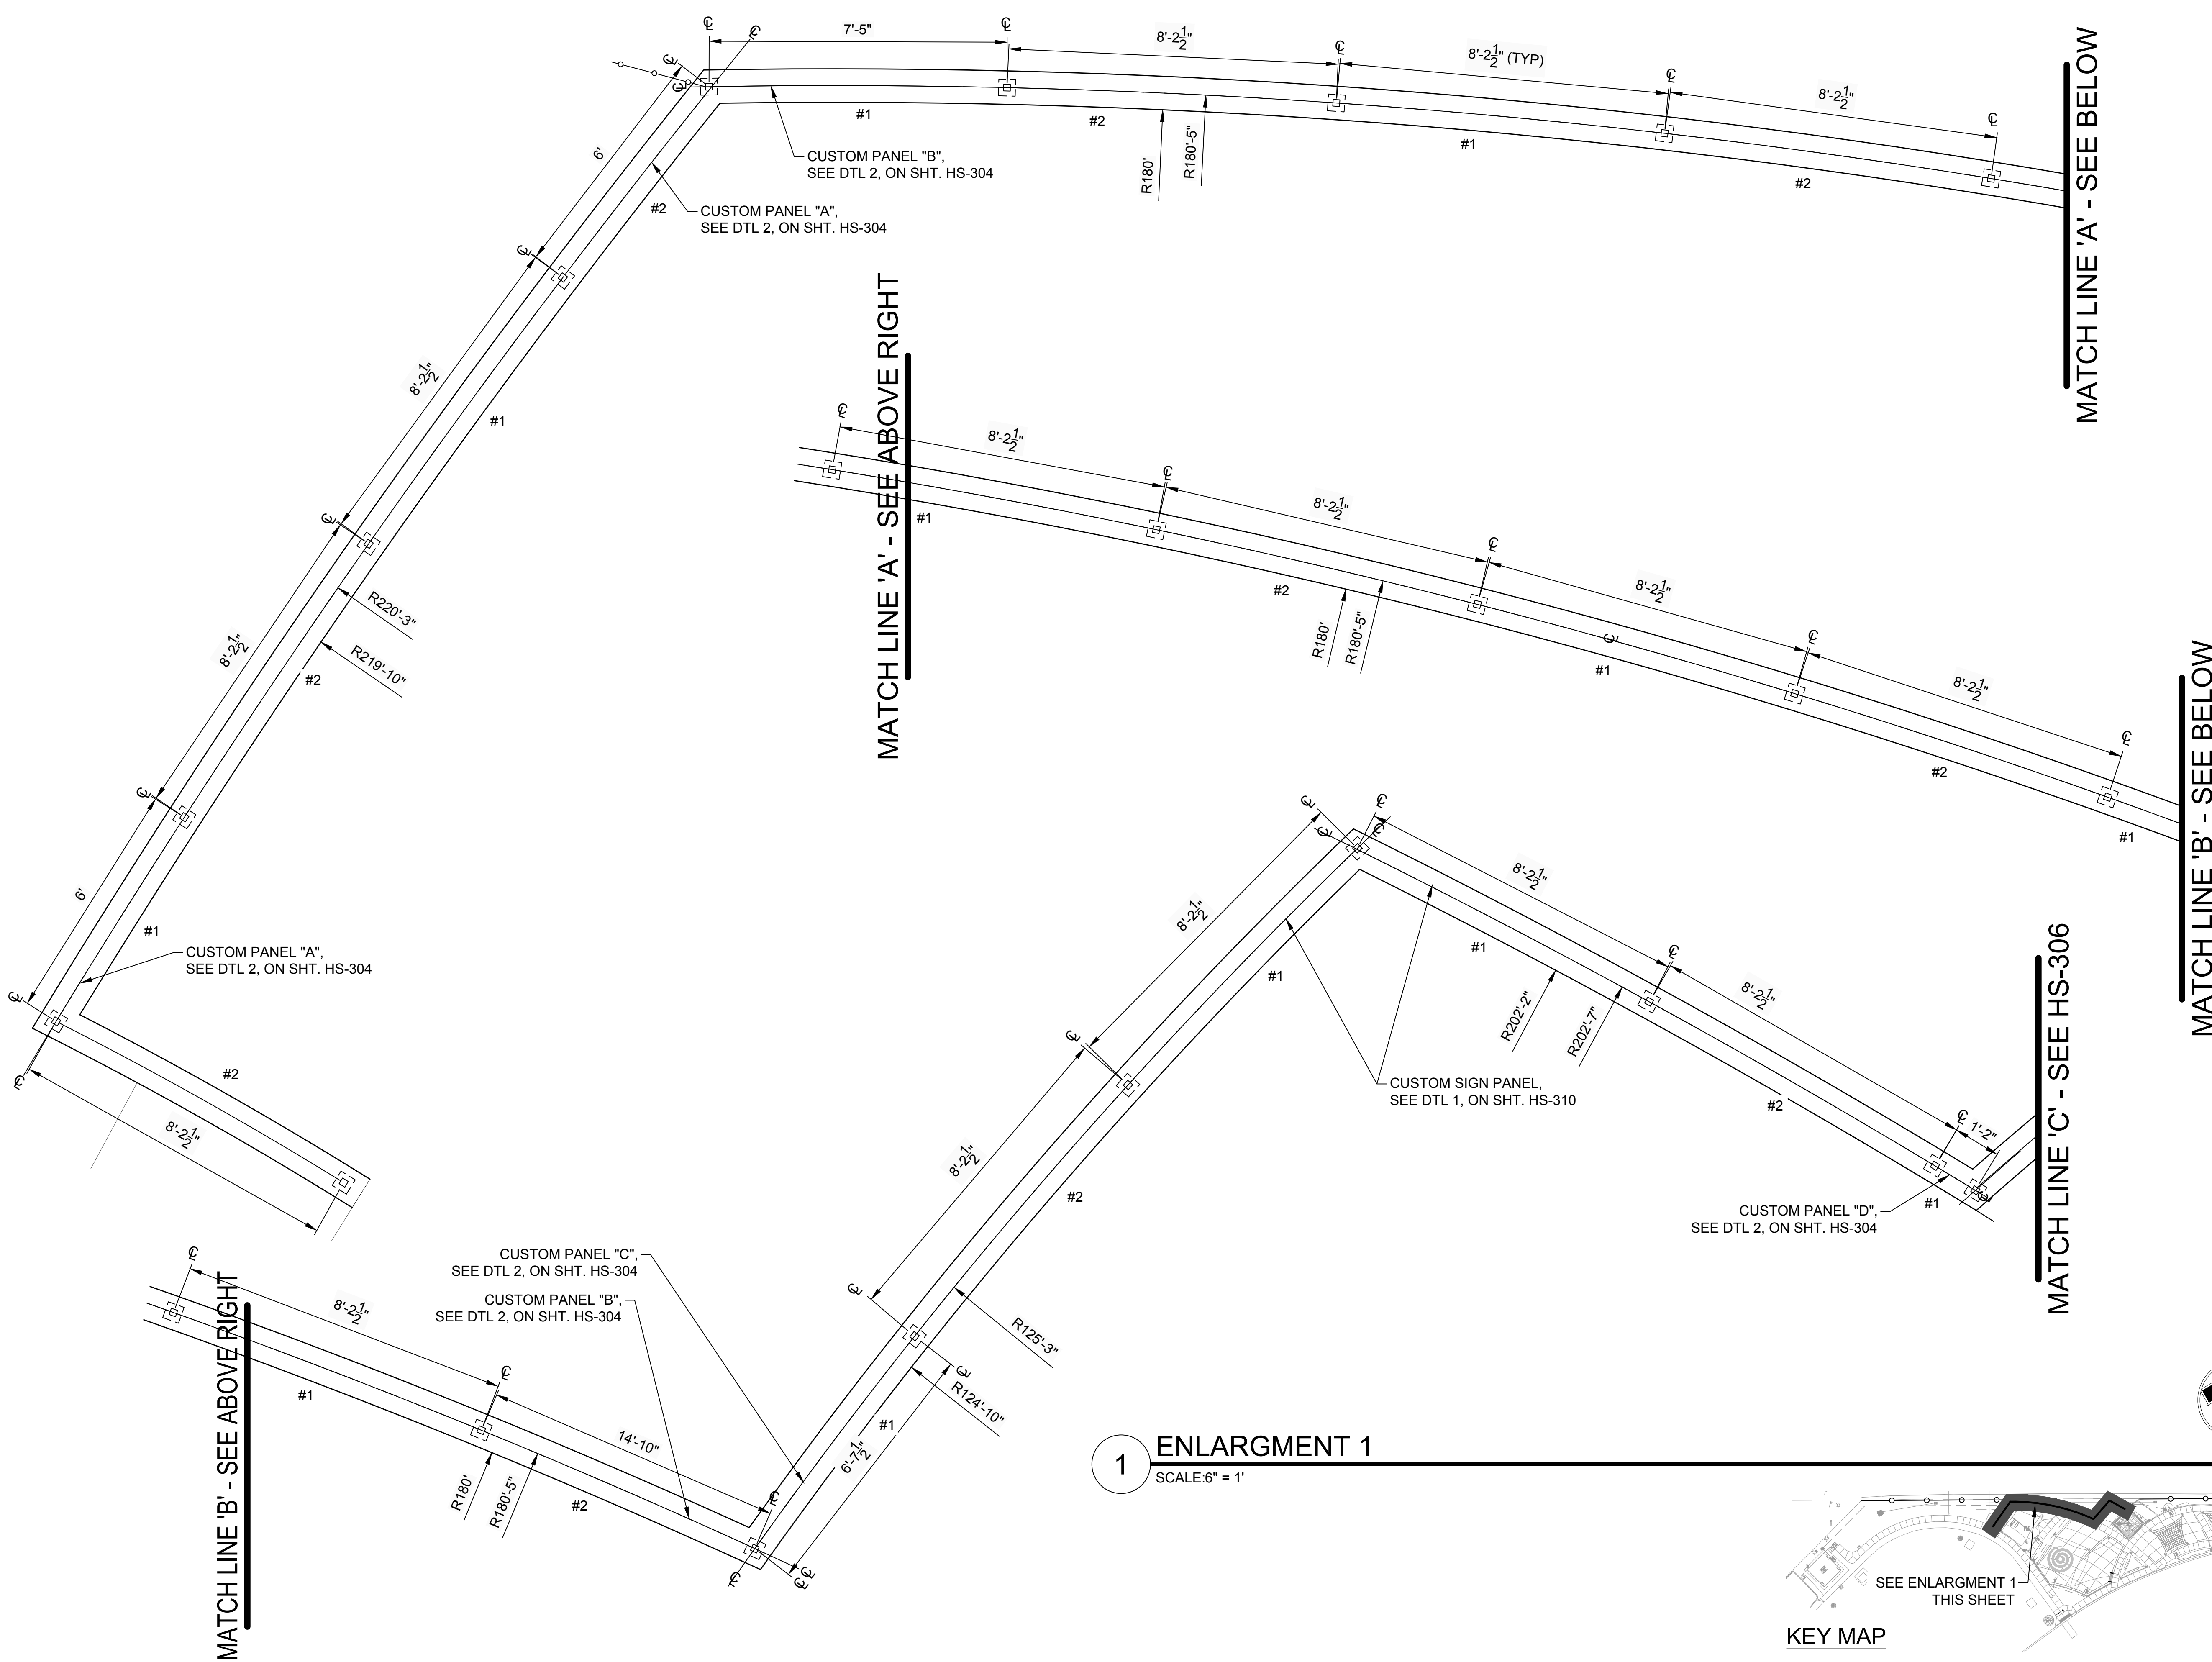 7'-5"
8'-2 1/2"
8'-2 1/2" (TYP)
8'-2 1/2"
#1
#2
#1
#2
CUSTOM PANEL "B",
SEE DTL 2, ON SHT. HS-304
CUSTOM PANEL "A",
SEE DTL 2, ON SHT. HS-304
R180'
R180'-5"
MATCH LINE 'A' - SEE BELOW
6'
#2
8'-2 1/2"
#1
8'-2 1/2"
R220'-3"
R219'-10"
#2
6'
#1
CUSTOM PANEL "A",
SEE DTL 2, ON SHT. HS-304
#2
8'-2 1/2"
MATCH LINE 'A' - SEE ABOVE RIGHT
8'-2 1/2"
#1
8'-2 1/2"
#2
R180'
R180'-5"
8'-2 1/2"
#1
8'-2 1/2"
#2
#1
MATCH LINE 'B' - SEE BELOW
8'-2 1/2"
8'-2 1/2"
#1
#1
R202'-2"
R202'-7"
8'-2 1/2"
CUSTOM SIGN PANEL,
SEE DTL 1, ON SHT. HS-310
#2
1'-2"
CUSTOM PANEL "D",
SEE DTL 2, ON SHT. HS-304
#1
MATCH LINE 'C' - SEE HS-306
8'-2 1/2"
#2
CUSTOM PANEL "C",
SEE DTL 2, ON SHT. HS-304
CUSTOM PANEL "B",
SEE DTL 2, ON SHT. HS-304
R125'-3"
R124'-10"
#1
6'-7 1/2"
MATCH LINE 'B' - SEE ABOVE RIGHT
8'-2 1/2"
#1
14'-10"
R180'
R180'-5"
#2
1
ENLARGMENT 1
SCALE:6" = 1'
SEE ENLARGMENT 1
THIS SHEET
KEY MAP